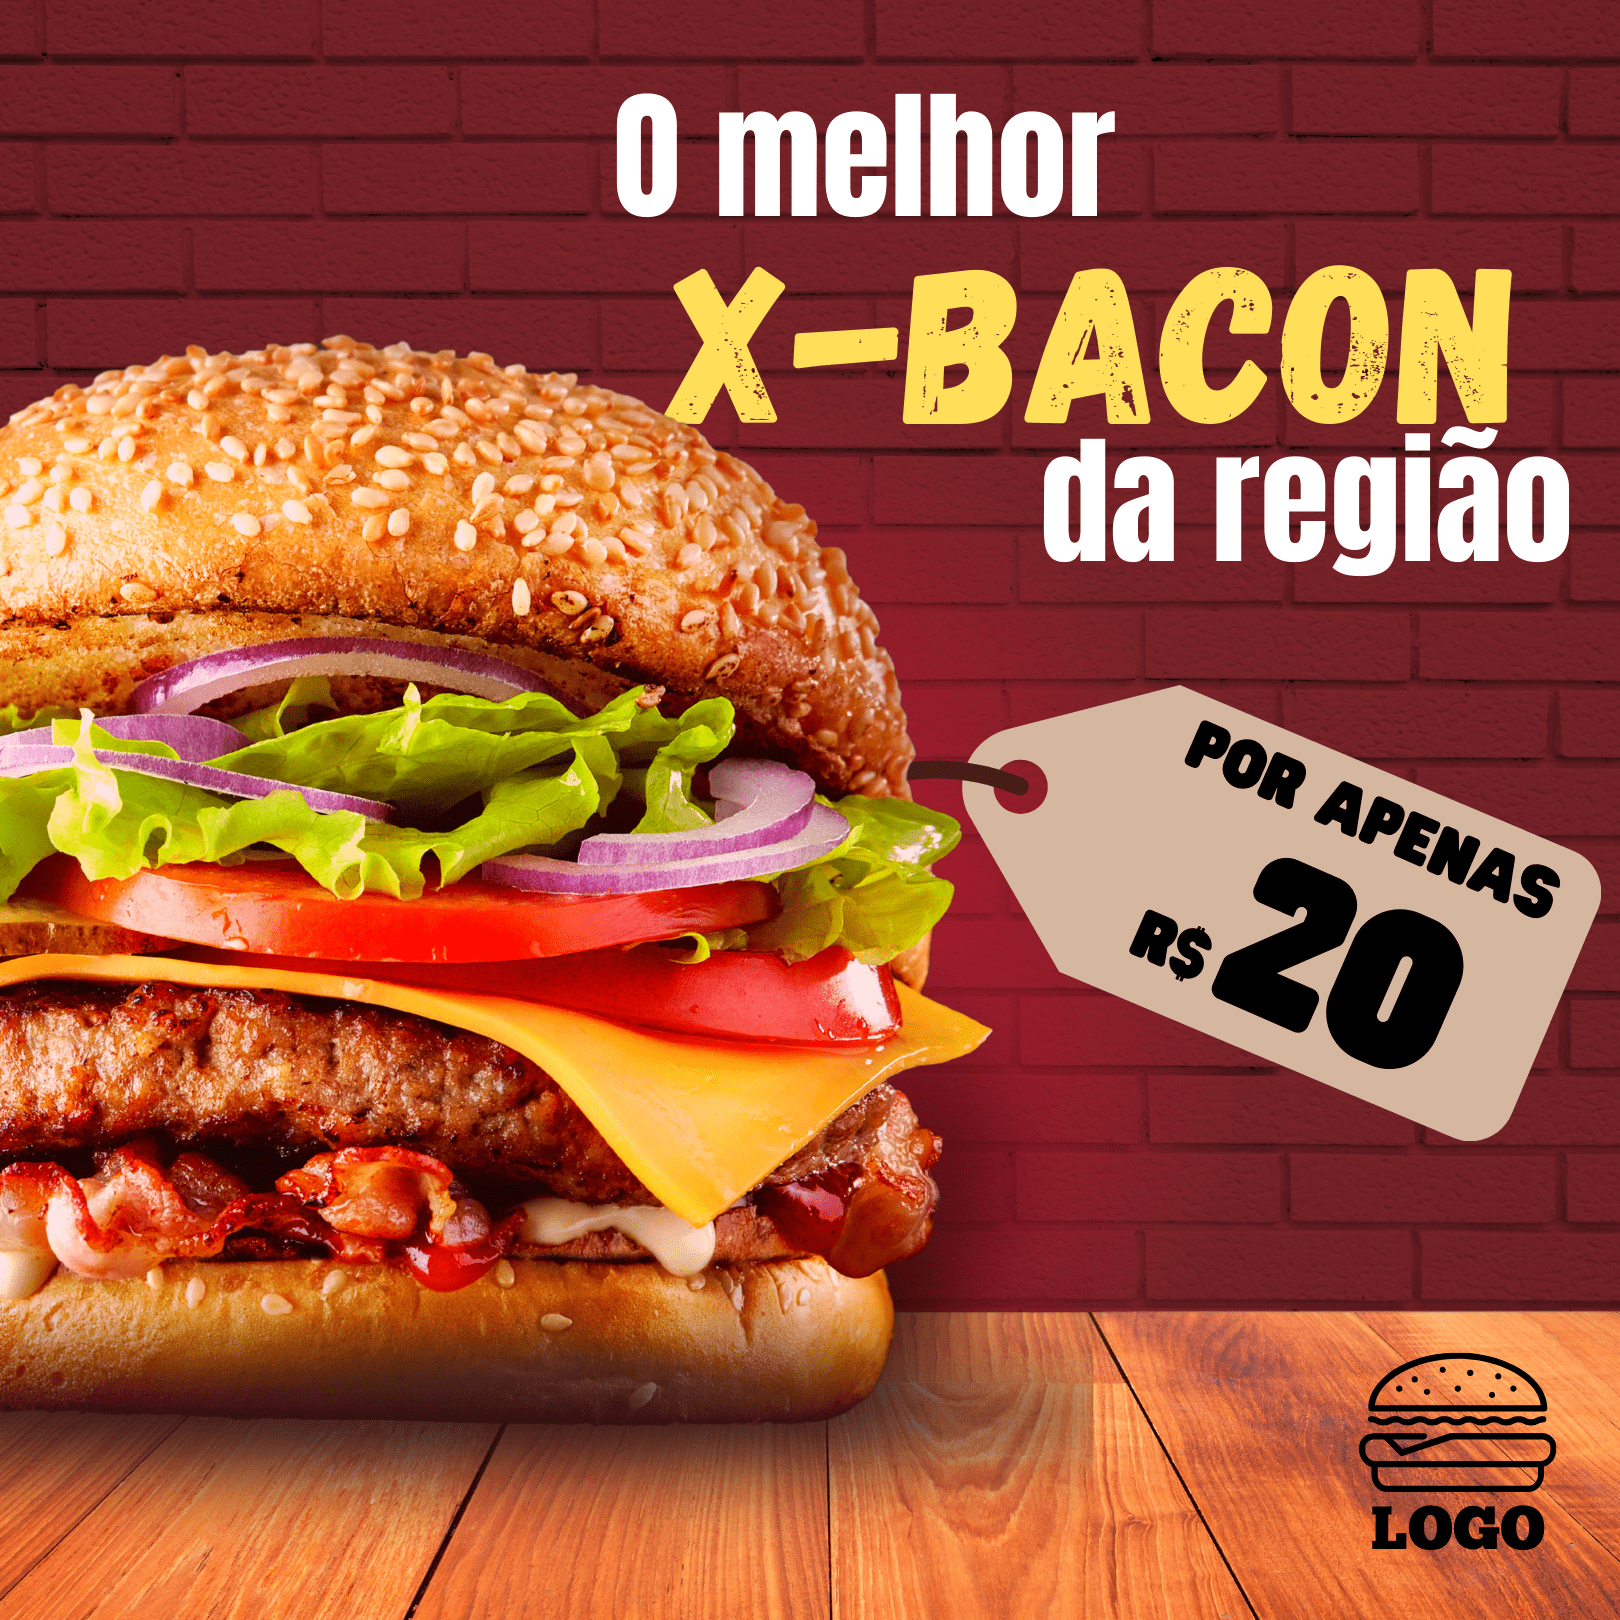 O melhor
X-BACON
da região
POR APENAS
R$20
LOGO